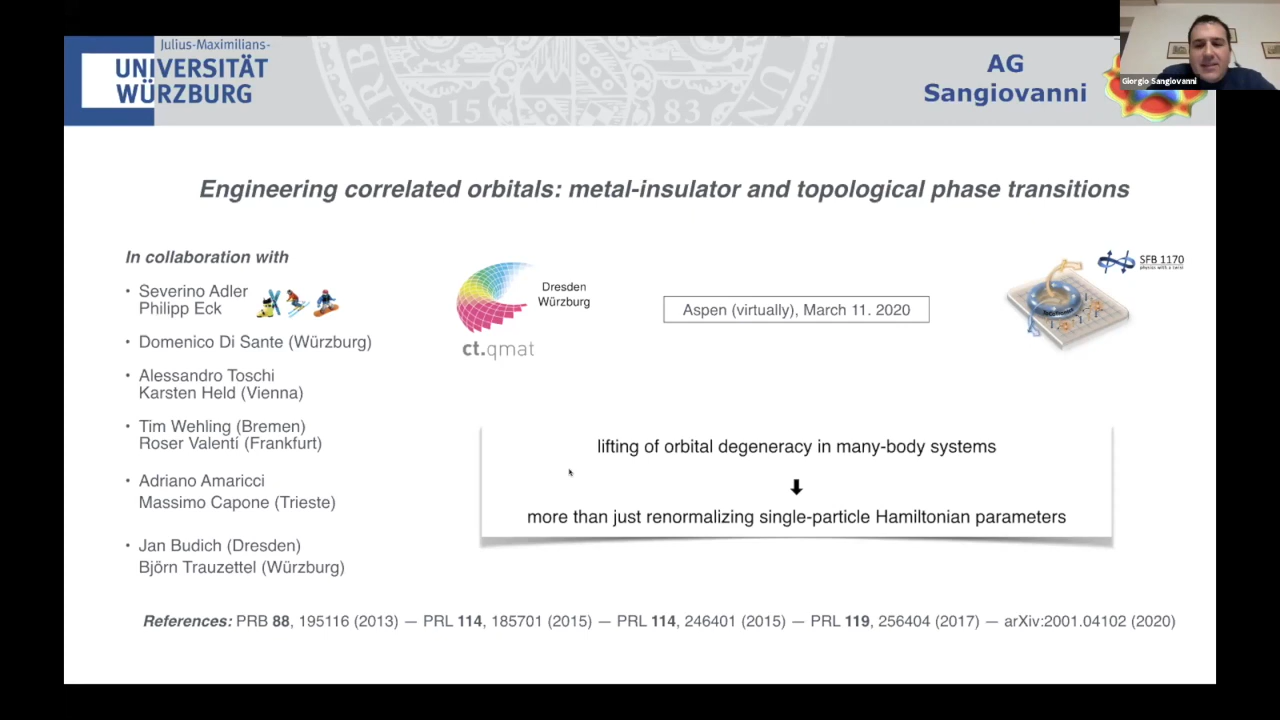 Julius-Maximilians-
UNIVERSITÄT
WÜRZBURG
AG
Sangiovanni
Giorgio Sangiovanni
Engineering correlated orbitals: metal-insulator and topological phase transitions
In collaboration with
• Severino Adler
Philipp Eck
• Domenico Di Sante (Würzburg)
• Alessandro Toschi
Karsten Held (Vienna)
• Tim Wehling (Bremen)
Roser Valentí (Frankfurt)
• Adriano Amaricci
Massimo Capone (Trieste)
• Jan Budich (Dresden)
Björn Trauzettel (Würzburg)
Dresden
Würzburg
ct.qmat
Aspen (virtually), March 11. 2020
SFB 1170
lifting of orbital degeneracy in many-body systems
more than just renormalizing single-particle Hamiltonian parameters
References: PRB 88, 195116 (2013) — PRL 114, 185701 (2015) — PRL 114, 246401 (2015) — PRL 119, 256404 (2017) — arXiv:2001.04102 (2020)